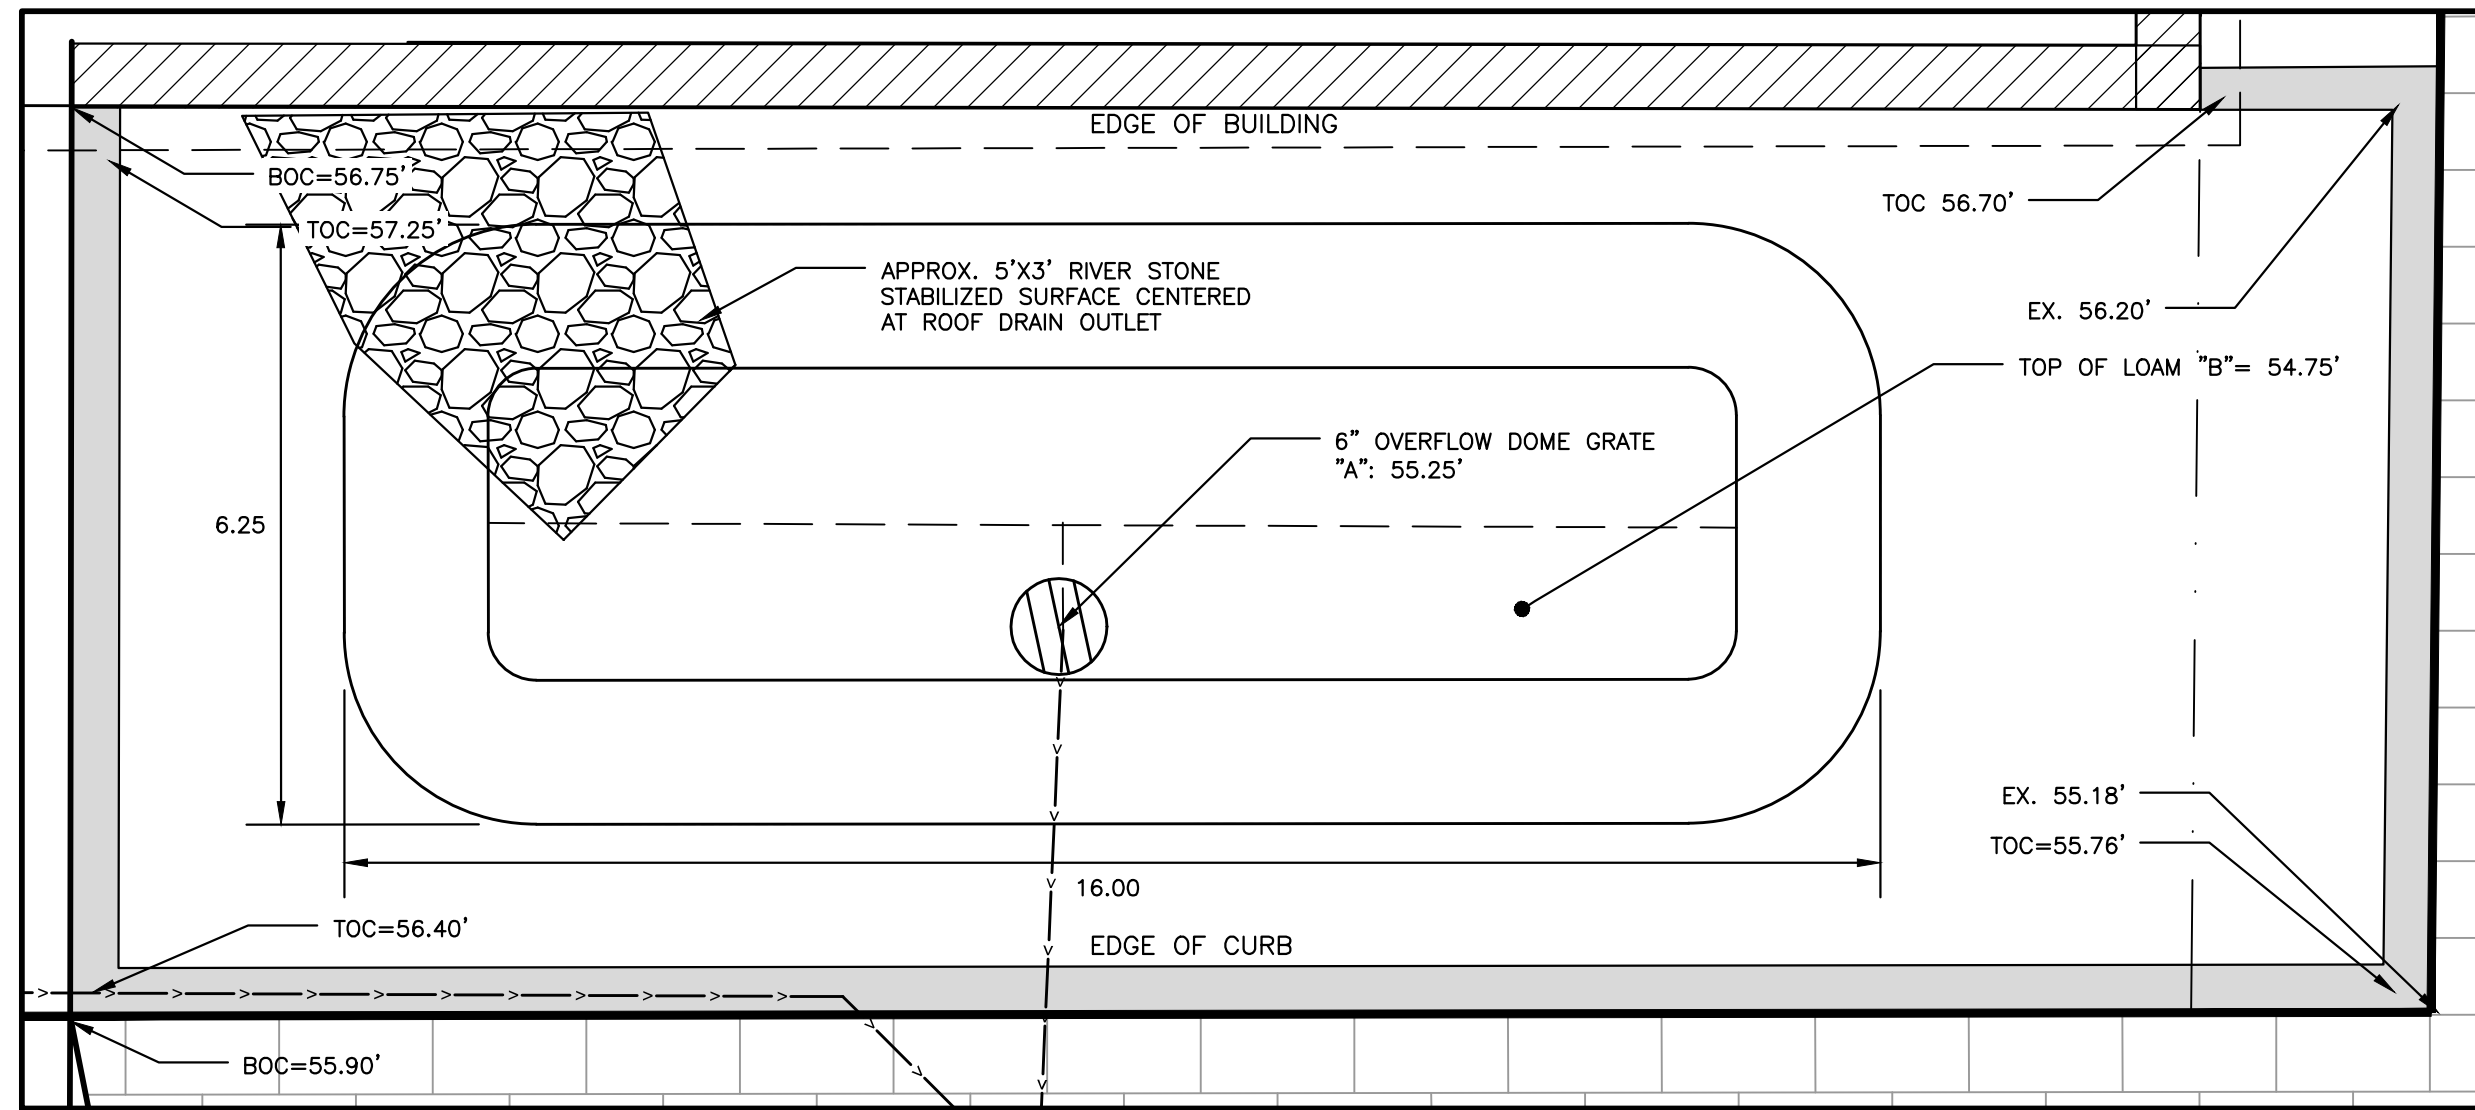 EDGE OF BUILDING
BOC=56.75'
TOC 56.70'
TOC=57.25'
APPROX. 5'X3' RIVER STONE
STABILIZED SURFACE CENTERED
AT ROOF DRAIN OUTLET
EX. 56.20'
TOP OF LOAM "B"= 54.75'
6" OVERFLOW DOME GRATE
"A": 55.25'
6.25
EX. 55.18'
TOC=55.76'
16.00
TOC=56.40'
EDGE OF CURB
BOC=55.90'